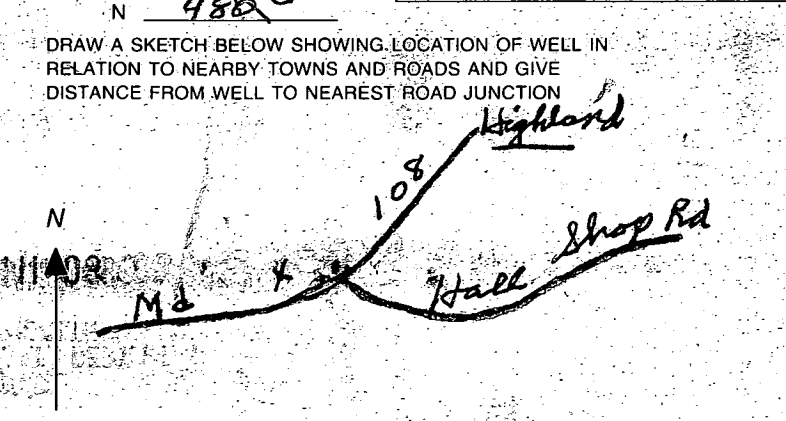 N 480
DRAW A SKETCH BELOW SHOWING LOCATION OF WELL IN
RELATION TO NEARBY TOWNS AND ROADS AND GIVE
DISTANCE FROM WELL TO NEAREST ROAD JUNCTION
Highland
108
N
Shop Rd
X
Hall
Md